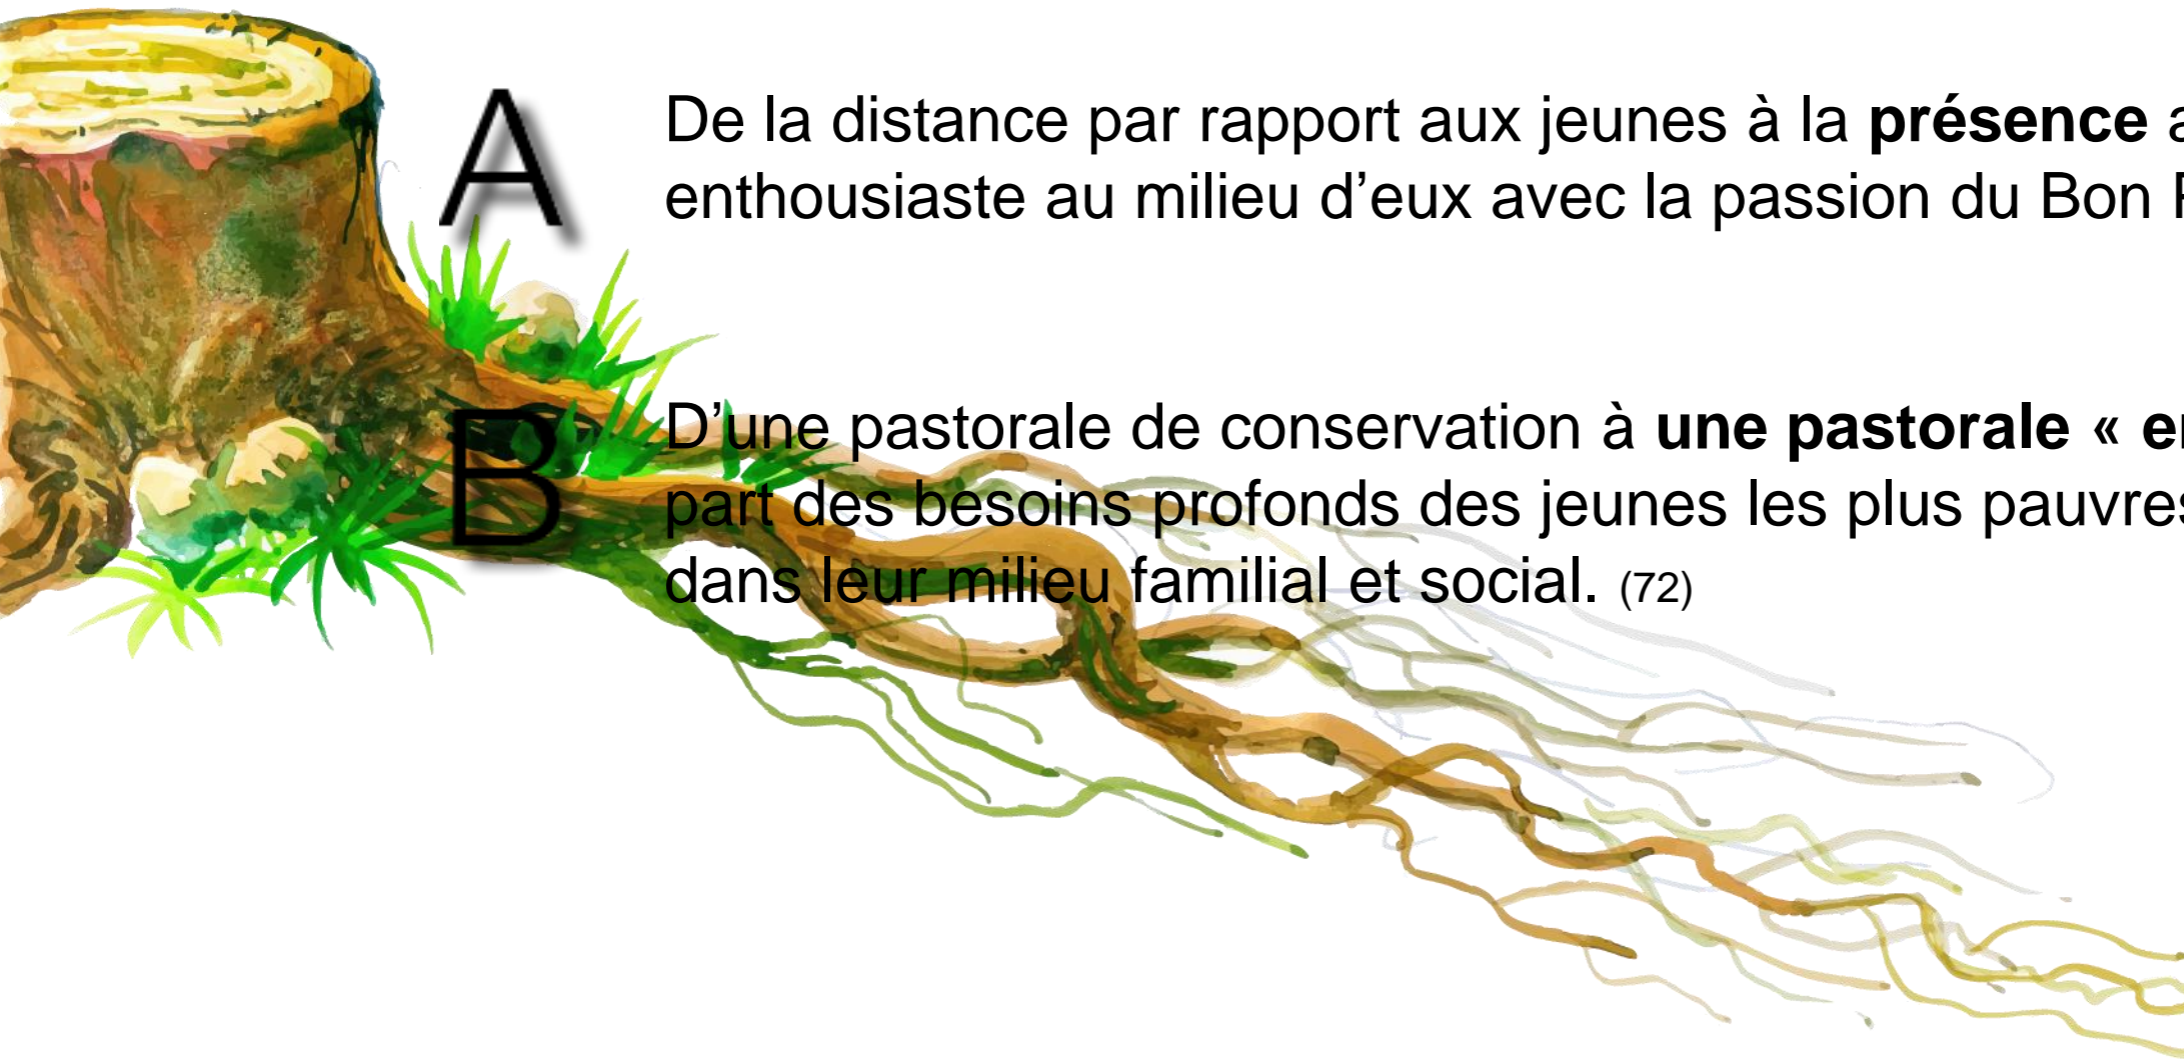 A
De la distance par rapport aux jeunes à la présence
enthousiaste au milieu d’eux avec la passion du Bon
B
D’une pastorale de conservation à une pastorale «
part des besoins profonds des jeunes les plus pauvres
dans leur milieu familial et social. (72)